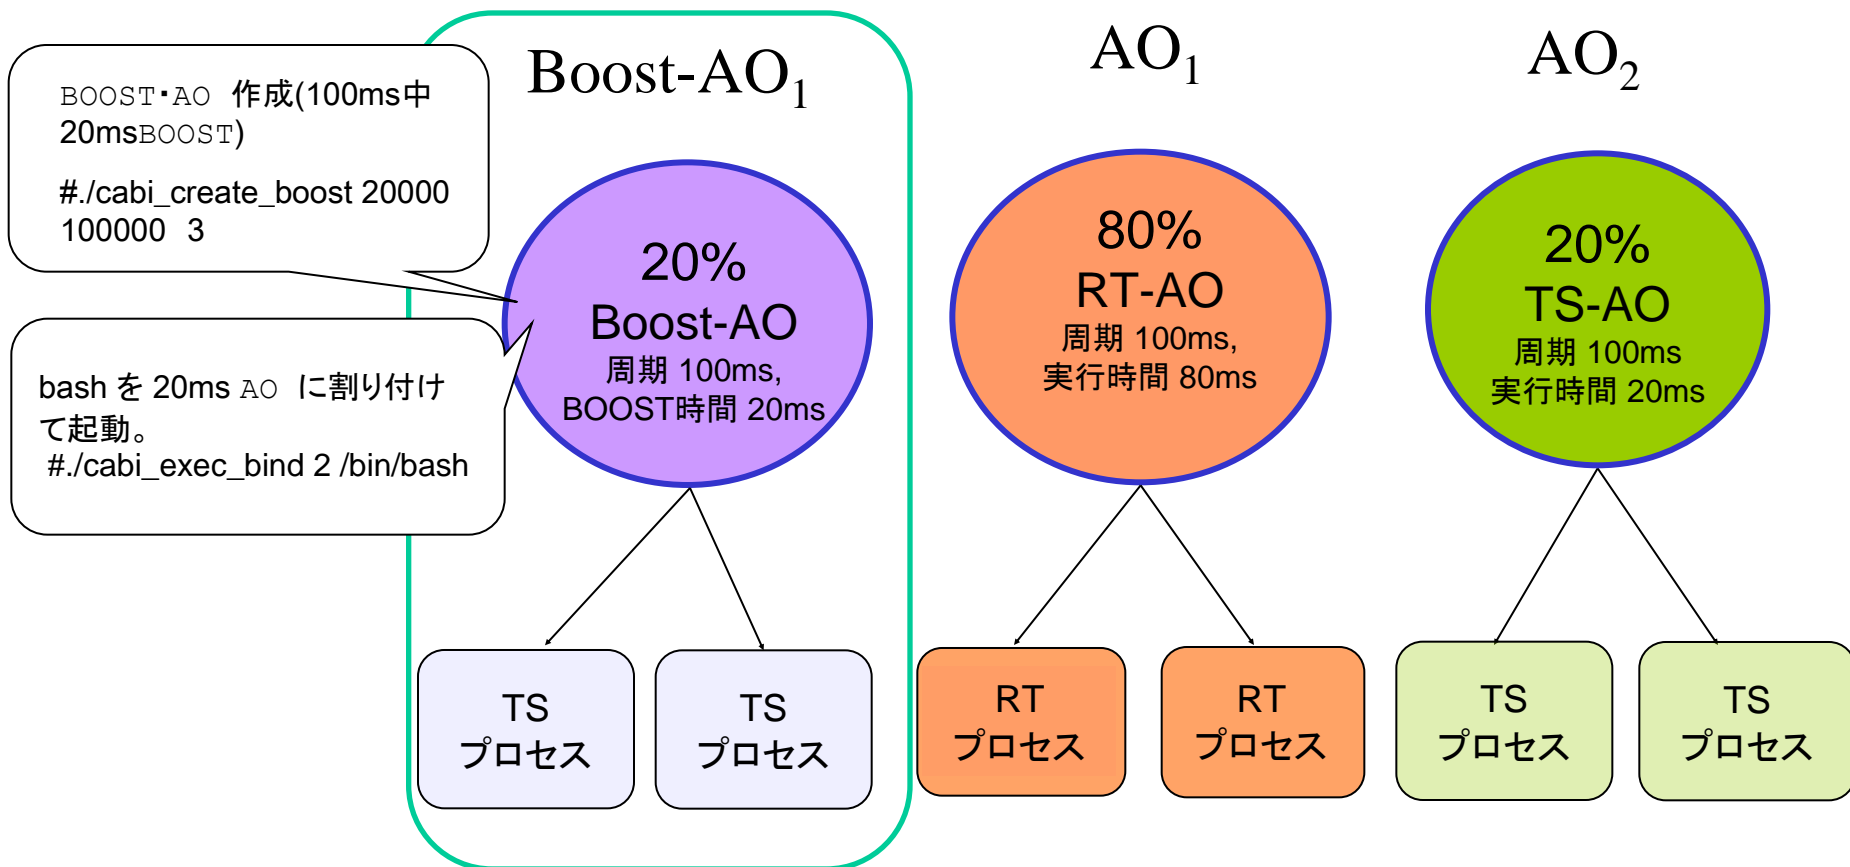 Boost-AO1
AO1
AO2
BOOST･AO 作成(100ms中
20msBOOST)
#./cabi_create_boost 20000
100000 3
bash を 20ms AO に割り付け
て起動。
#./cabi_exec_bind 2 /bin/bash
20%
Boost-AO
周期 100ms,
BOOST時間 20ms
80%
RT-AO
周期 100ms,
実行時間 80ms
20%
TS-AO
周期 100ms
実行時間 20ms
TS
プロセス
TS
プロセス
RT
プロセス
RT
プロセス
TS
プロセス
TS
プロセス